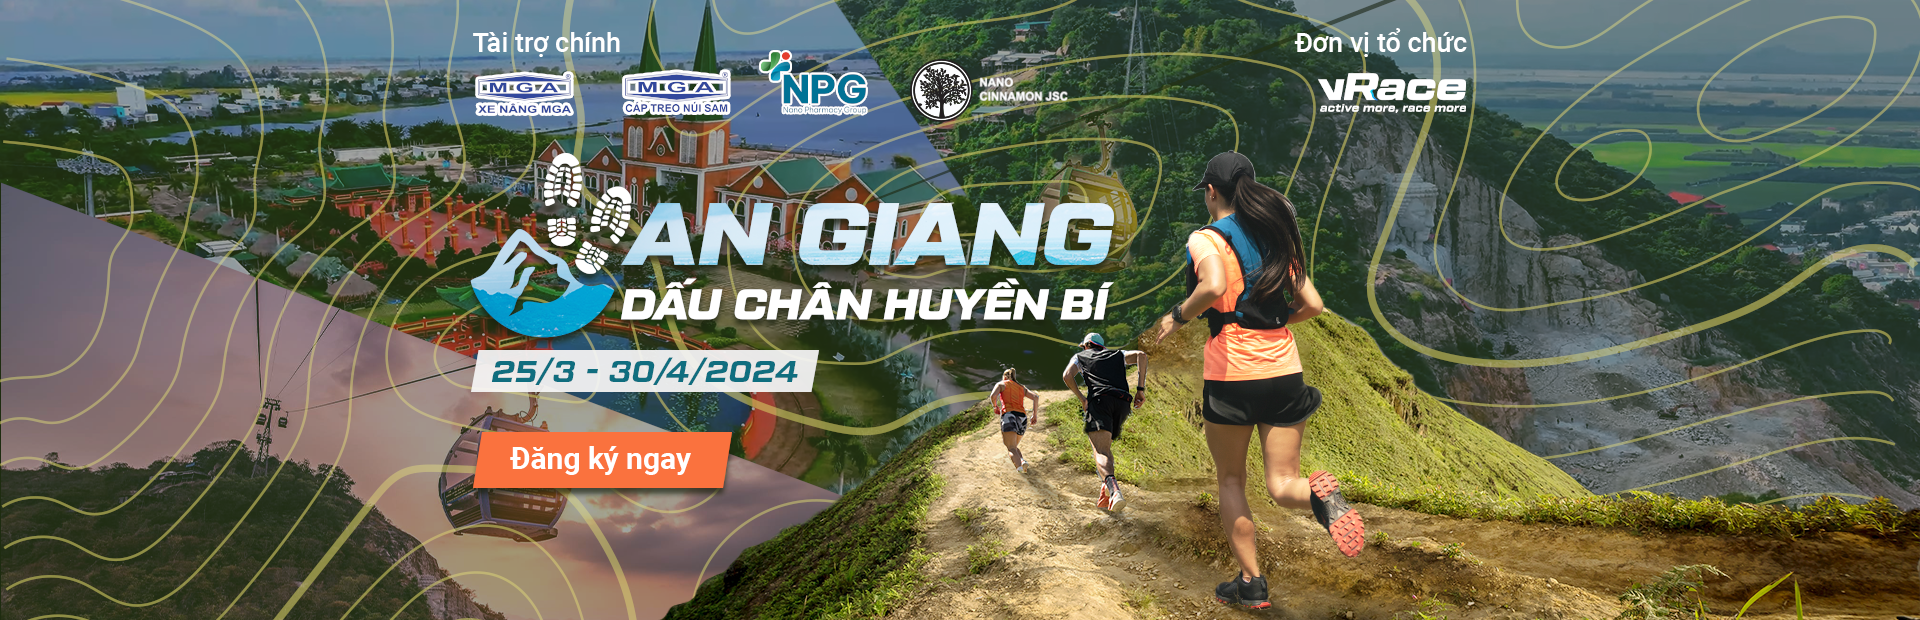 Tài trợ chính
MGA
XE NÂNG MGA
MGA
CÁP TREO NÚI SAM
NPG
Nano Pharmacy Group
NANO
CINNAMON JSC
Đơn vị tổ chức
vRace
active more, race more
AN GIANG
DẤU CHÂN HUYỀN BÍ
25/3 - 30/4/2024
Đăng ký ngay